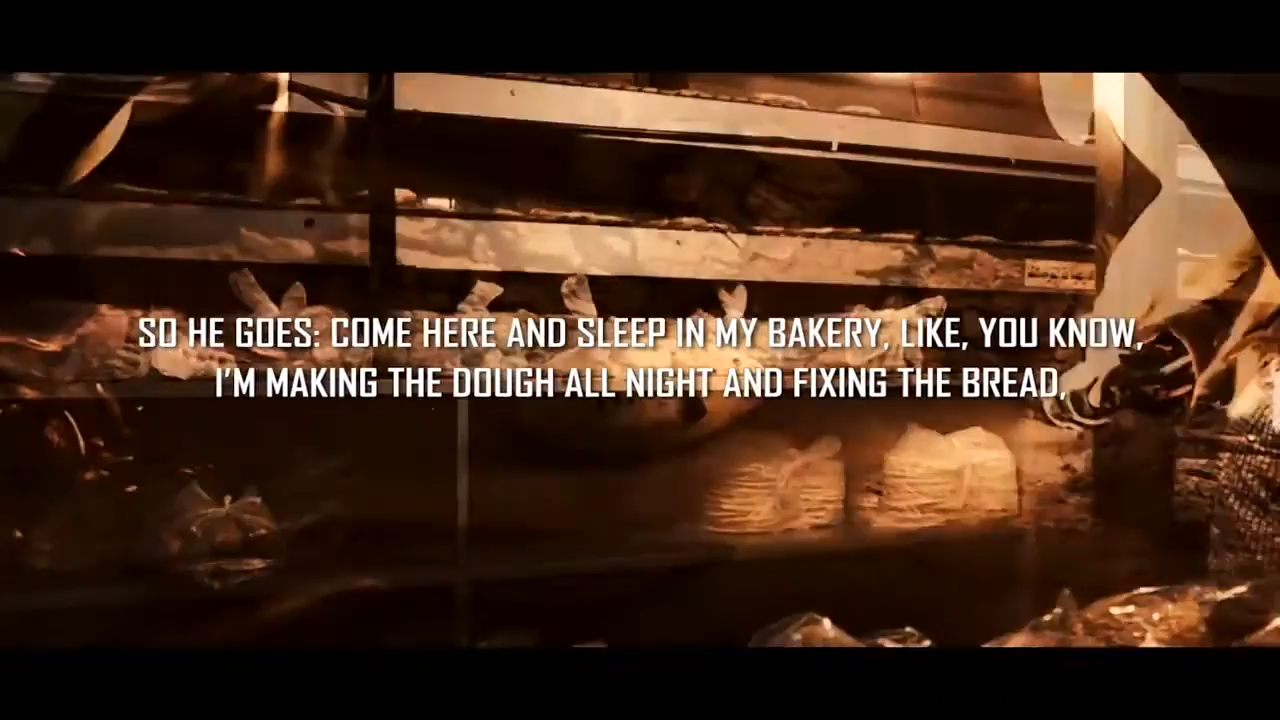 SO HE GOES: COME HERE AND SLEEP IN MY BAKERY, LIKE, YOU KNOW,
I'M MAKING THE DOUGH ALL NIGHT AND FIXING THE BREAD,